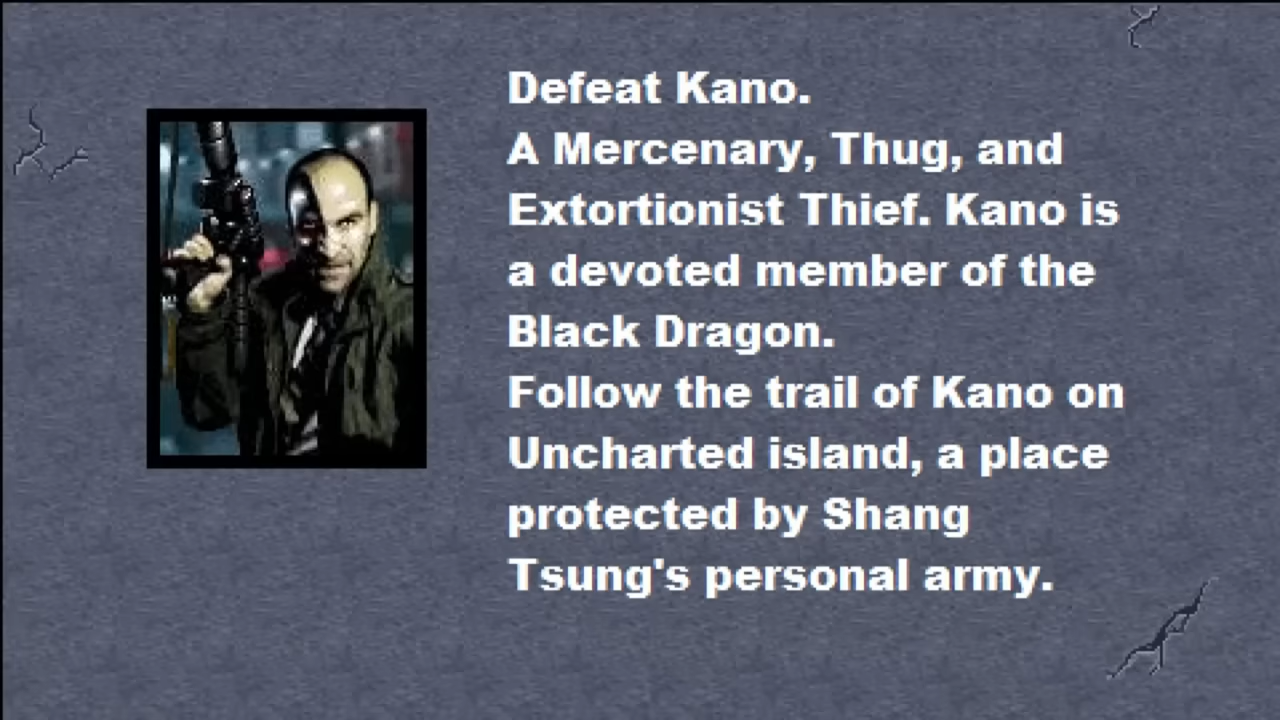 Defeat Kano.
A Mercenary, Thug, and
Extortionist Thief. Kano is
a devoted member of the
Black Dragon.
Follow the trail of Kano on
Uncharted island, a place
protected by Shang
Tsung's personal army.